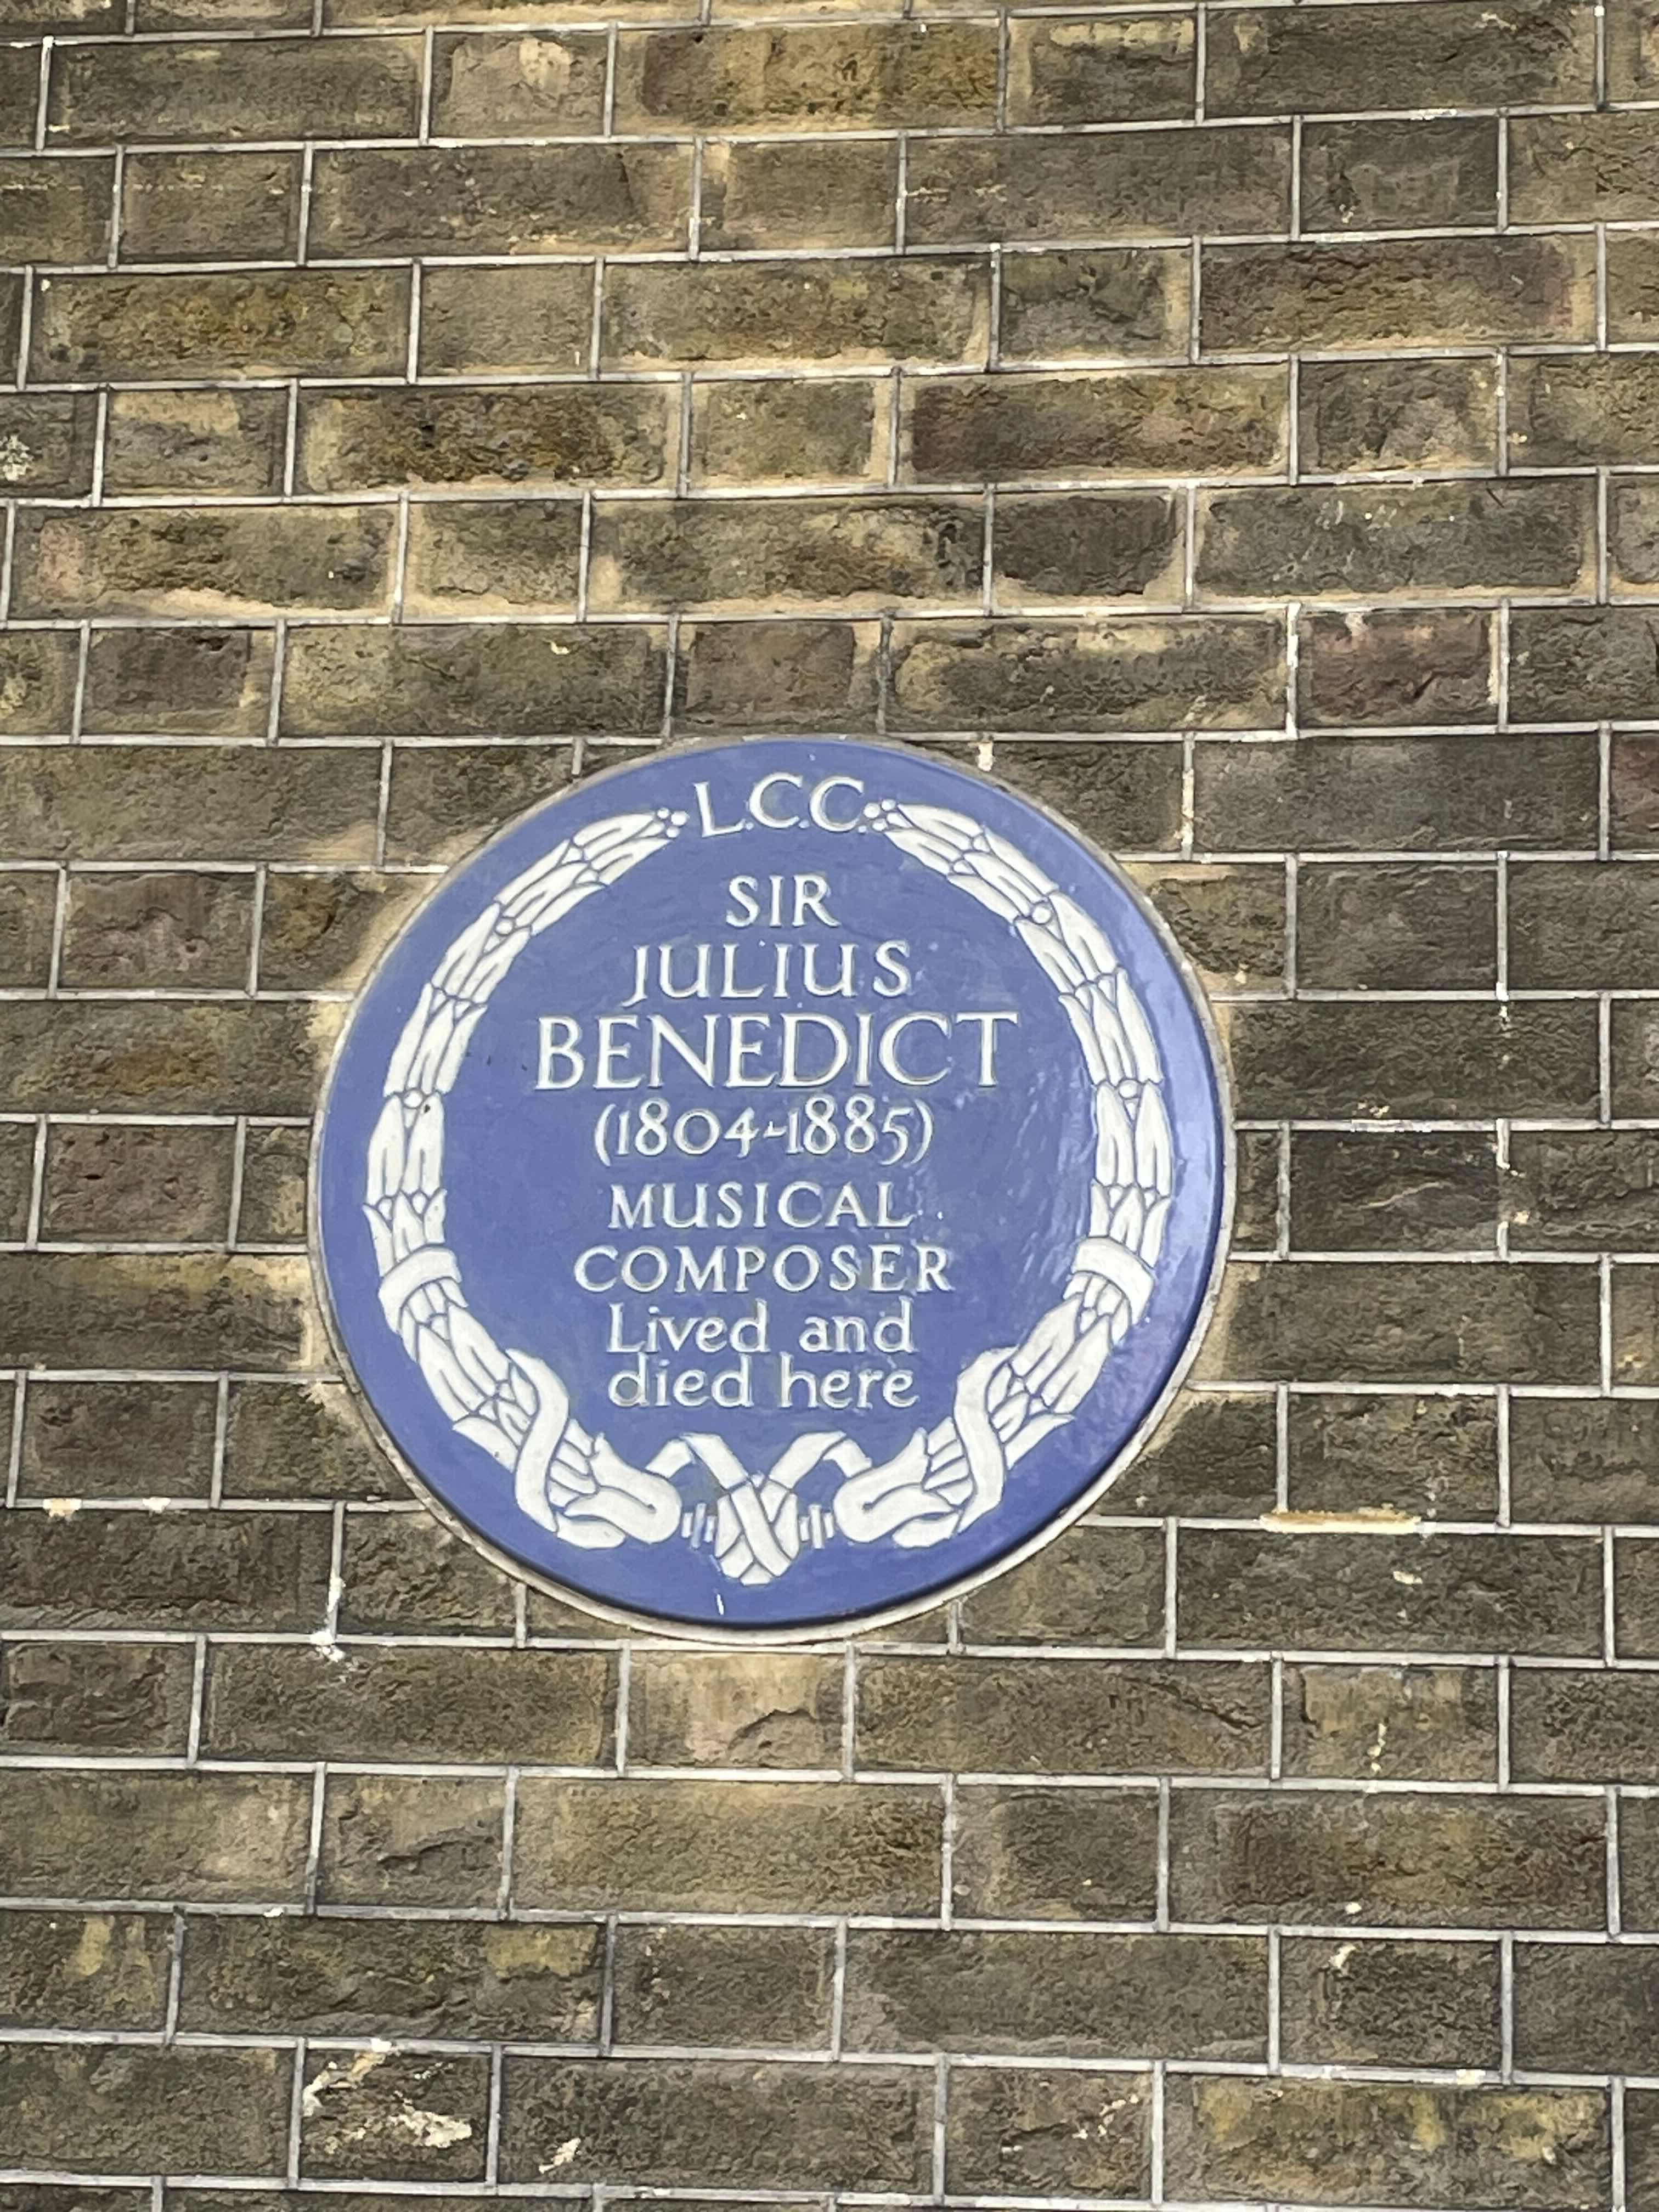 L.C.C.
SIR
JULIUS
BENEDICT
(1804-1885)
MUSICAL
COMPOSER
Lived and
died here